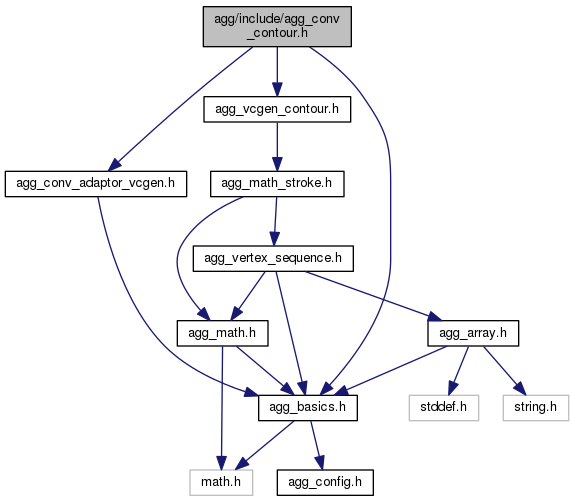 agg/include/agg_conv
_contour.h
agg_vcgen_contour.h
agg_conv_adaptor_vcgen.h
agg_math_stroke.h
agg_vertex_sequence.h
agg_math.h
agg_array.h
agg_basics.h
stddef.h
string.h
math.h
agg_config.h